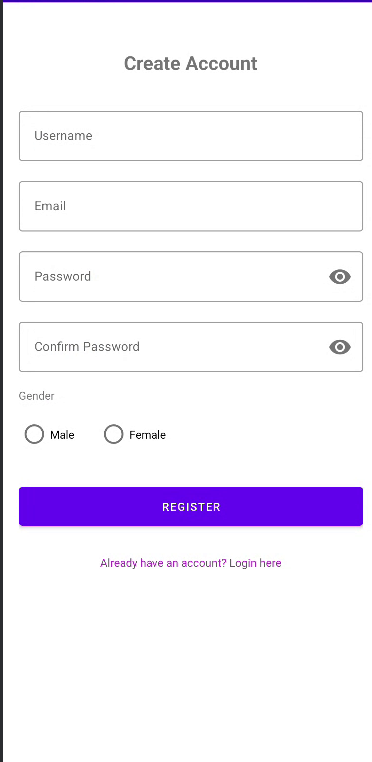 Create Account
Username
Email
Password
Confirm Password
Gender
Male Female
REGISTER
Already have an account? Login here